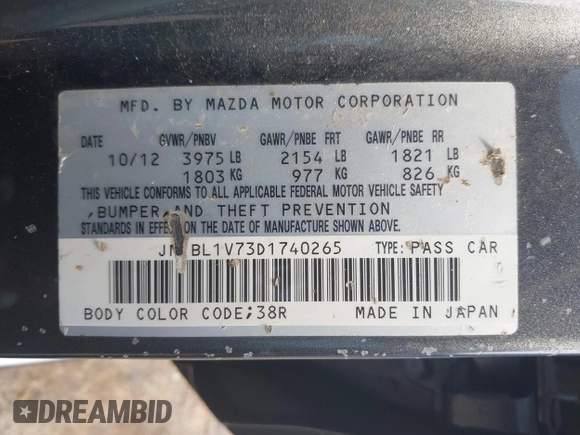 MFD. BY MAZDA MOTOR CORPORATION
DATE GVWR/PNBV GAWR/PNBE FRT GAWR/PNBE RR
10/12 3975 LB 2154 LB 1821 LB
1803 KG 977 KG 826 KG
THIS VEHICLE CONFORMS TO ALL APPLICABLE FEDERAL MOTOR VEHICLE SAFETY
,BUMPER,AND THEFT PREVENTION
STANDARDS IN EFFECT ON THE DATE OF MANUFACTURE SHOWN ABOVE.
BL1V73D1740265 TYPE: PASS CAR
BODY COLOR CODE;38R MADE IN JAPAN
DREAMBID